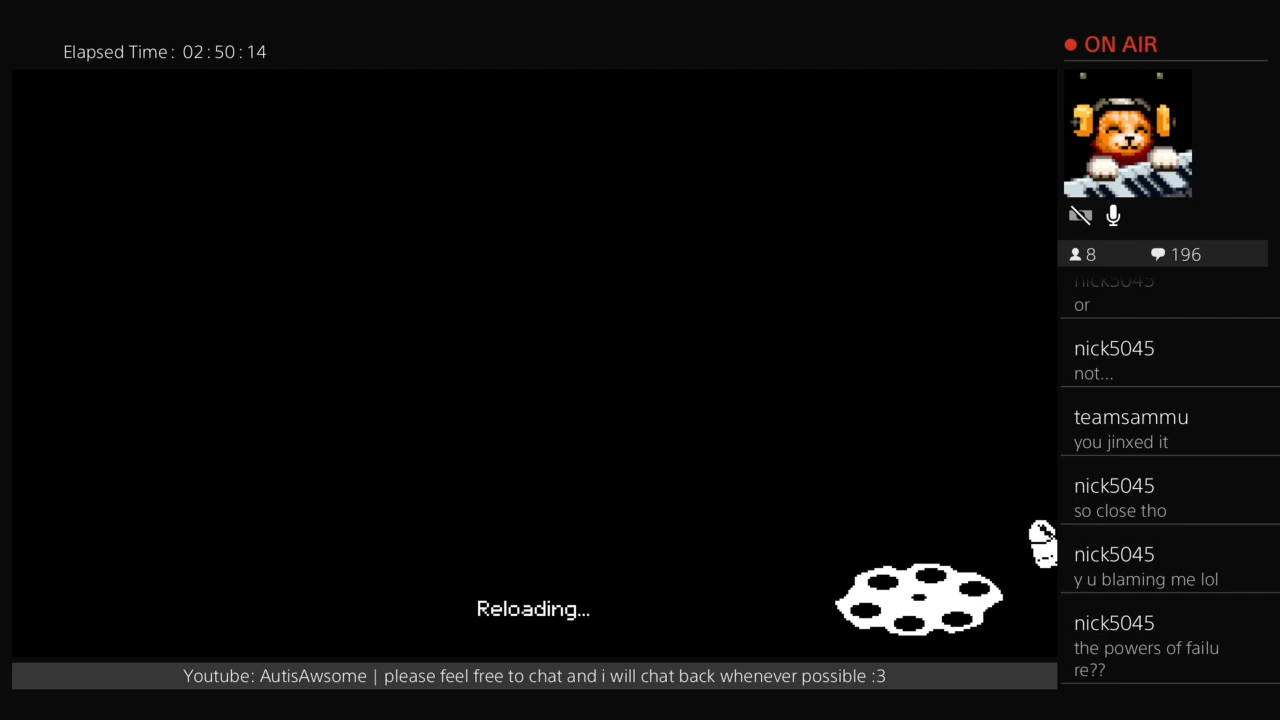 Elapsed Time: 02:50:14
ON AIR
8 196
nick5045
or
nick5045
not...
teamsammu
you jinxed it
nick5045
so close tho
nick5045
y u blaming me lol
nick5045
the powers of failu
re??
Reloading...
Youtube: AutisAwsome | please feel free to chat and i will chat back whenever possible :3